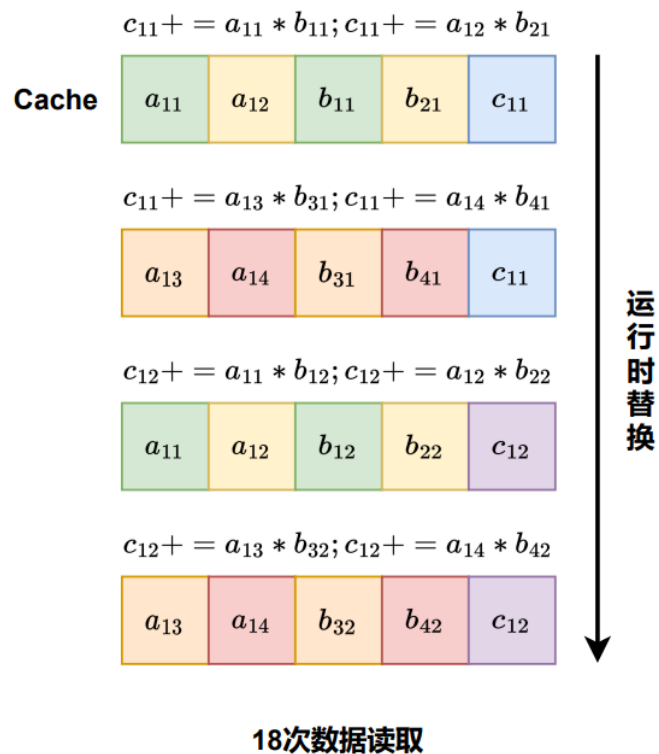 c₁₁+ = a₁₁ * b₁₁; c₁₁+ = a₁₂ * b₂₁
Cache
a₁₁ a₁₂ b₁₁ b₂₁ c₁₁
c₁₁+ = a₁₃ * b₃₁; c₁₁+ = a₁₄ * b₄₁
a₁₃ a₁₄ b₃₁ b₄₁ c₁₁
c₁₂+ = a₁₁ * b₁₂; c₁₂+ = a₁₂ * b₂₂
a₁₁ a₁₂ b₁₂ b₂₂ c₁₂
c₁₂+ = a₁₃ * b₃₂; c₁₂+ = a₁₄ * b₄₂
a₁₃ a₁₄ b₃₂ b₄₂ c₁₂
运行时替换
18次数据读取